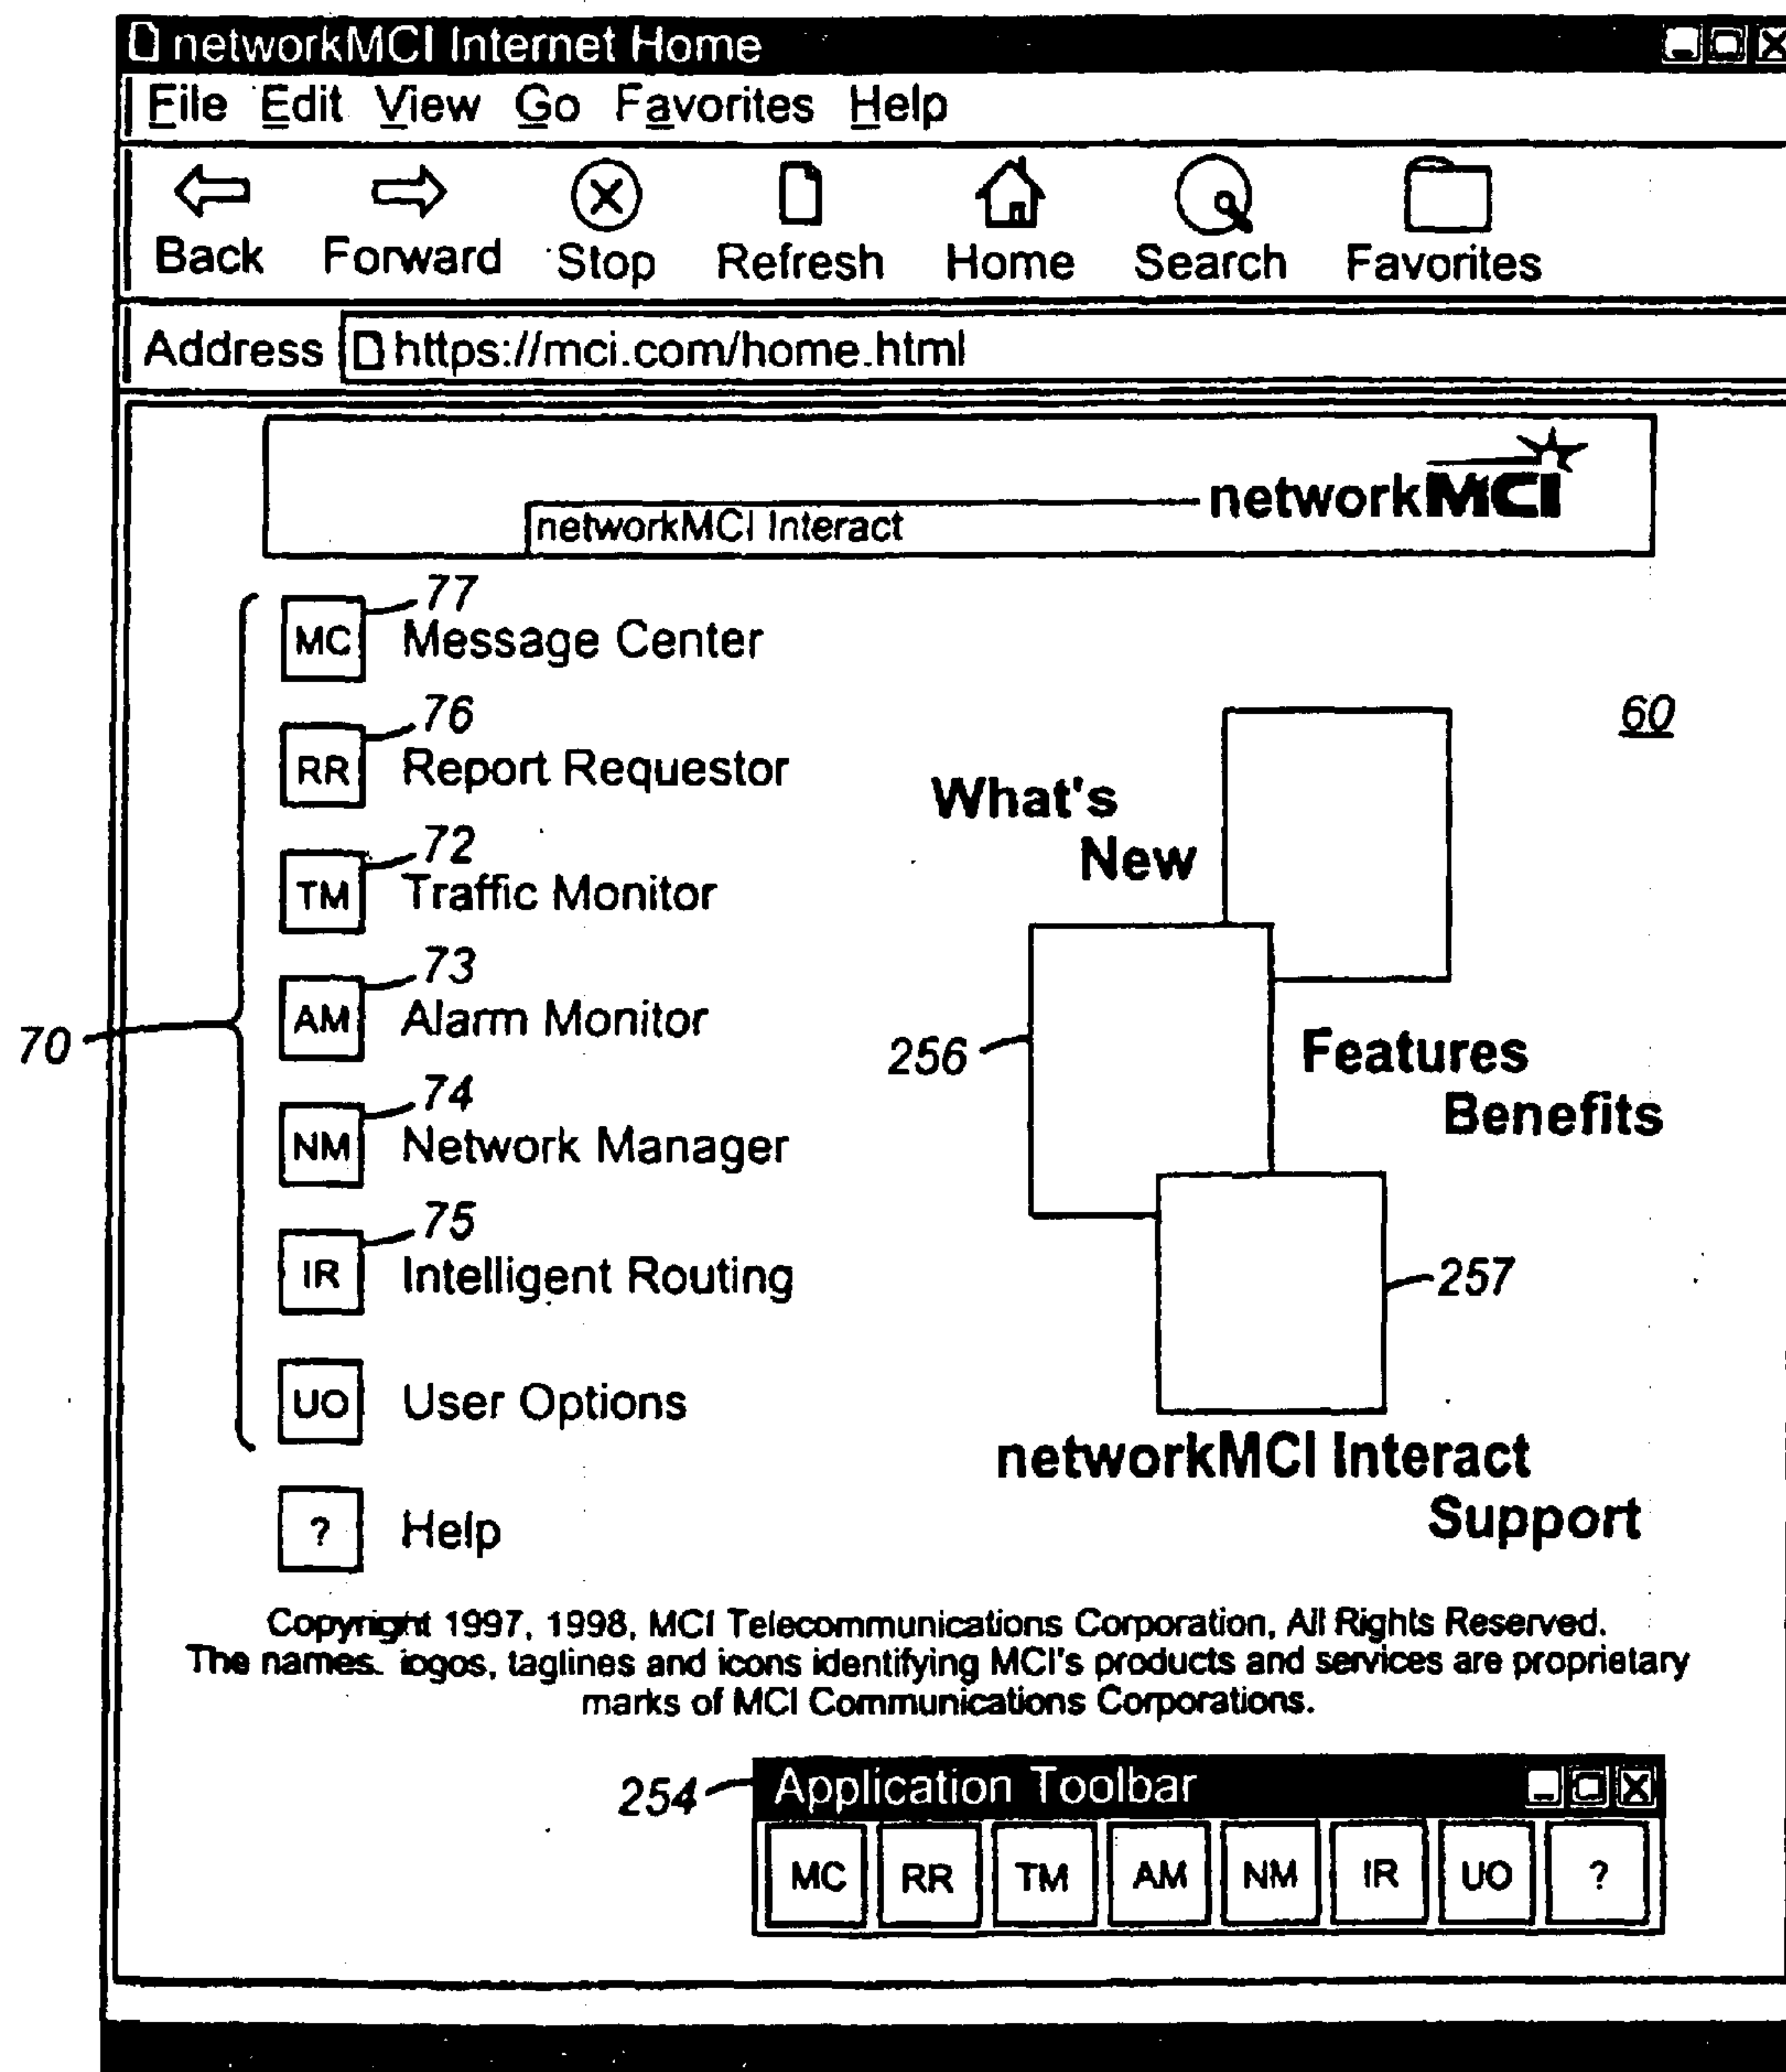 networkMCI Internet Home
File Edit View Go Favorites Help
Back Forward Stop Refresh Home Search Favorites
Address https://mci.com/home.html
networkMCI
networkMCI Interact
77
MC Message Center
76
RR Report Requestor
60
72
TM Traffic Monitor
What's
New
73
AM Alarm Monitor
70
256
Features
Benefits
74
NM Network Manager
75
IR Intelligent Routing
257
UO User Options
networkMCI Interact
Support
? Help
Copyright 1997, 1998, MCI Telecommunications Corporation, All Rights Reserved.
The names. logos, taglines and icons identifying MCI's products and services are proprietary
marks of MCI Communications Corporations.
254
Application Toolbar
MC RR TM AM NM IR UO ?